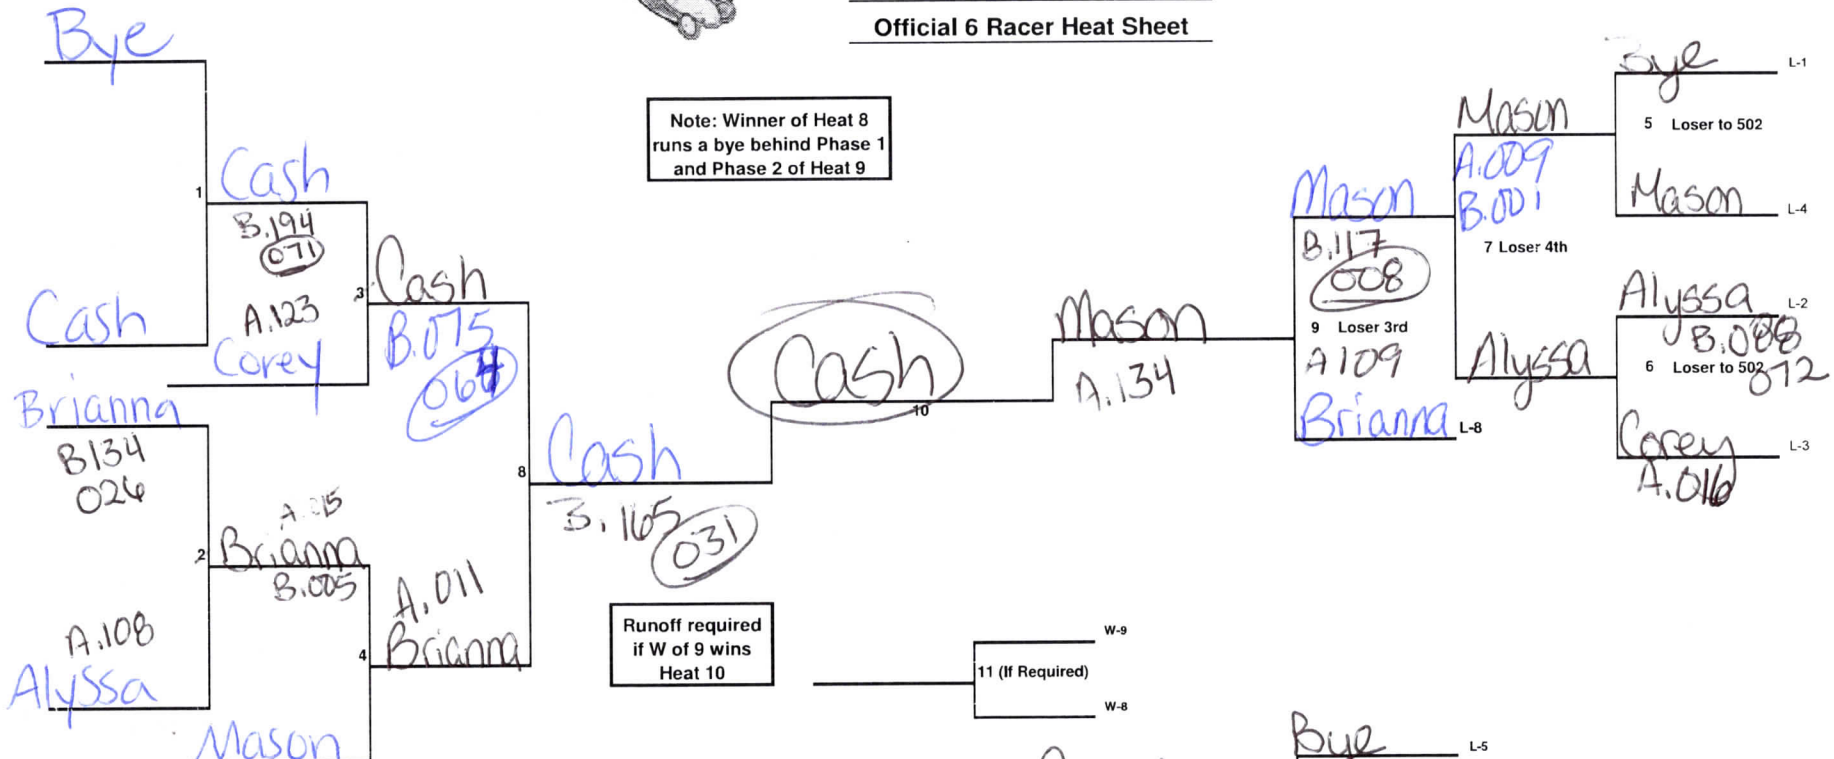 Official 6 Racer Heat Sheet
Bye
1
Cash
B.194
071
A.123
Cash
Corey
3
Cash
B.075
064
Brianna
B134
026
2
A.015
Brianna
B.005
A.108
Alyssa
Mason
4
A.011
Brianna
8
Cash
B.165
031
Note: Winner of Heat 8
runs a bye behind Phase 1
and Phase 2 of Heat 9
Cash
10
Mason
A.134
Runoff required
if W of 9 wins
Heat 10
W-9
11 (If Required)
W-8
Mason
B.117
008
9 Loser 3rd
A109
Brianna L-8
Mason
A.009
B.001
7 Loser 4th
Alyssa
Bye L-1
5 Loser to 502
Mason L-4
Alyssa L-2
B.088
6 Loser to 502
072
Corey L-3
A.016
Bye L-5